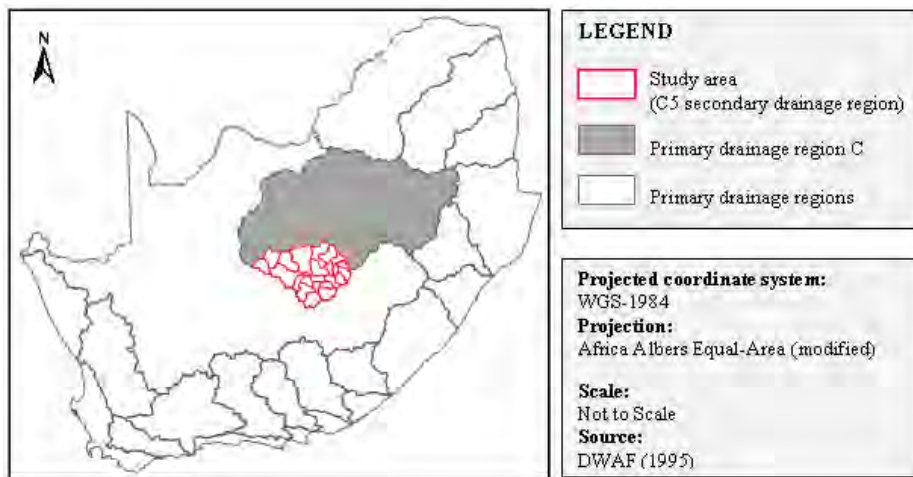 N
LEGEND
Study area
(C5 secondary drainage region)
Primary drainage region C
Primary drainage regions
Projected coordinate system:
WGS-1984
Projection:
Africa Albers Equal-Area (modified)
Scale:
Not to Scale
Source:
DWAF (1995)